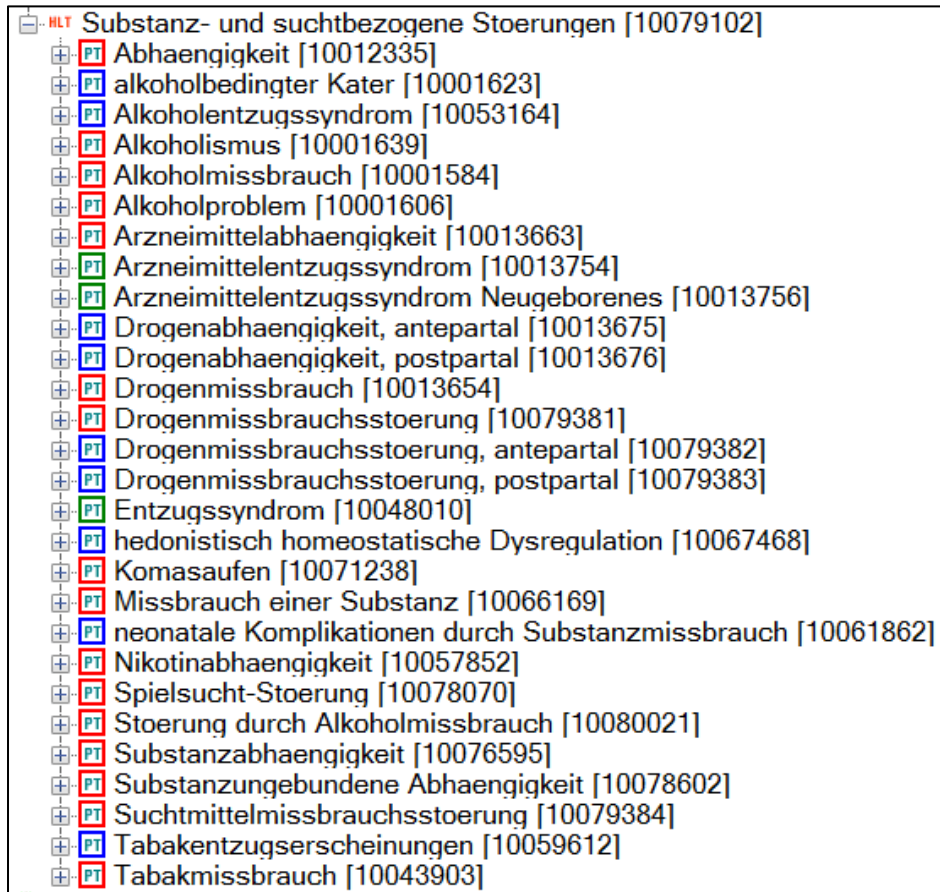 HLT Substanz- und suchtbezogene Stoerungen [10079102]
PT Abhaengigkeit [10012335]
PT alkoholbedingter Kater [10001623]
PT Alkoholentzugssyndrom [10053164]
PT Alkoholismus [10001639]
PT Alkoholmissbrauch [10001584]
PT Alkoholproblem [10001606]
PT Arzneimittelabhaengigkeit [10013663]
PT Arzneimittelentzugssyndrom [10013754]
PT Arzneimittelentzugssyndrom Neugeborenes [10013756]
PT Drogenabhaengigkeit, antepartal [10013675]
PT Drogenabhaengigkeit, postpartal [10013676]
PT Drogenmissbrauch [10013654]
PT Drogenmissbrauchsstoerung [10079381]
PT Drogenmissbrauchsstoerung, antepartal [10079382]
PT Drogenmissbrauchsstoerung, postpartal [10079383]
PT Entzugssyndrom [10048010]
PT hedonistisch homeostatische Dysregulation [10067468]
PT Komasaufen [10071238]
PT Missbrauch einer Substanz [10066169]
PT neonatale Komplikationen durch Substanzmissbrauch [10061862]
PT Nikotinabhaengigkeit [10057852]
PT Spielsucht-Stoerung [10078070]
PT Stoerung durch Alkoholmissbrauch [10080021]
PT Substanzabhaengigkeit [10076595]
PT Substanzungebundene Abhaengigkeit [10078602]
PT Suchtmittelmissbrauchsstoerung [10079384]
PT Tabakentzugserscheinungen [10059612]
PT Tabakmissbrauch [10043903]